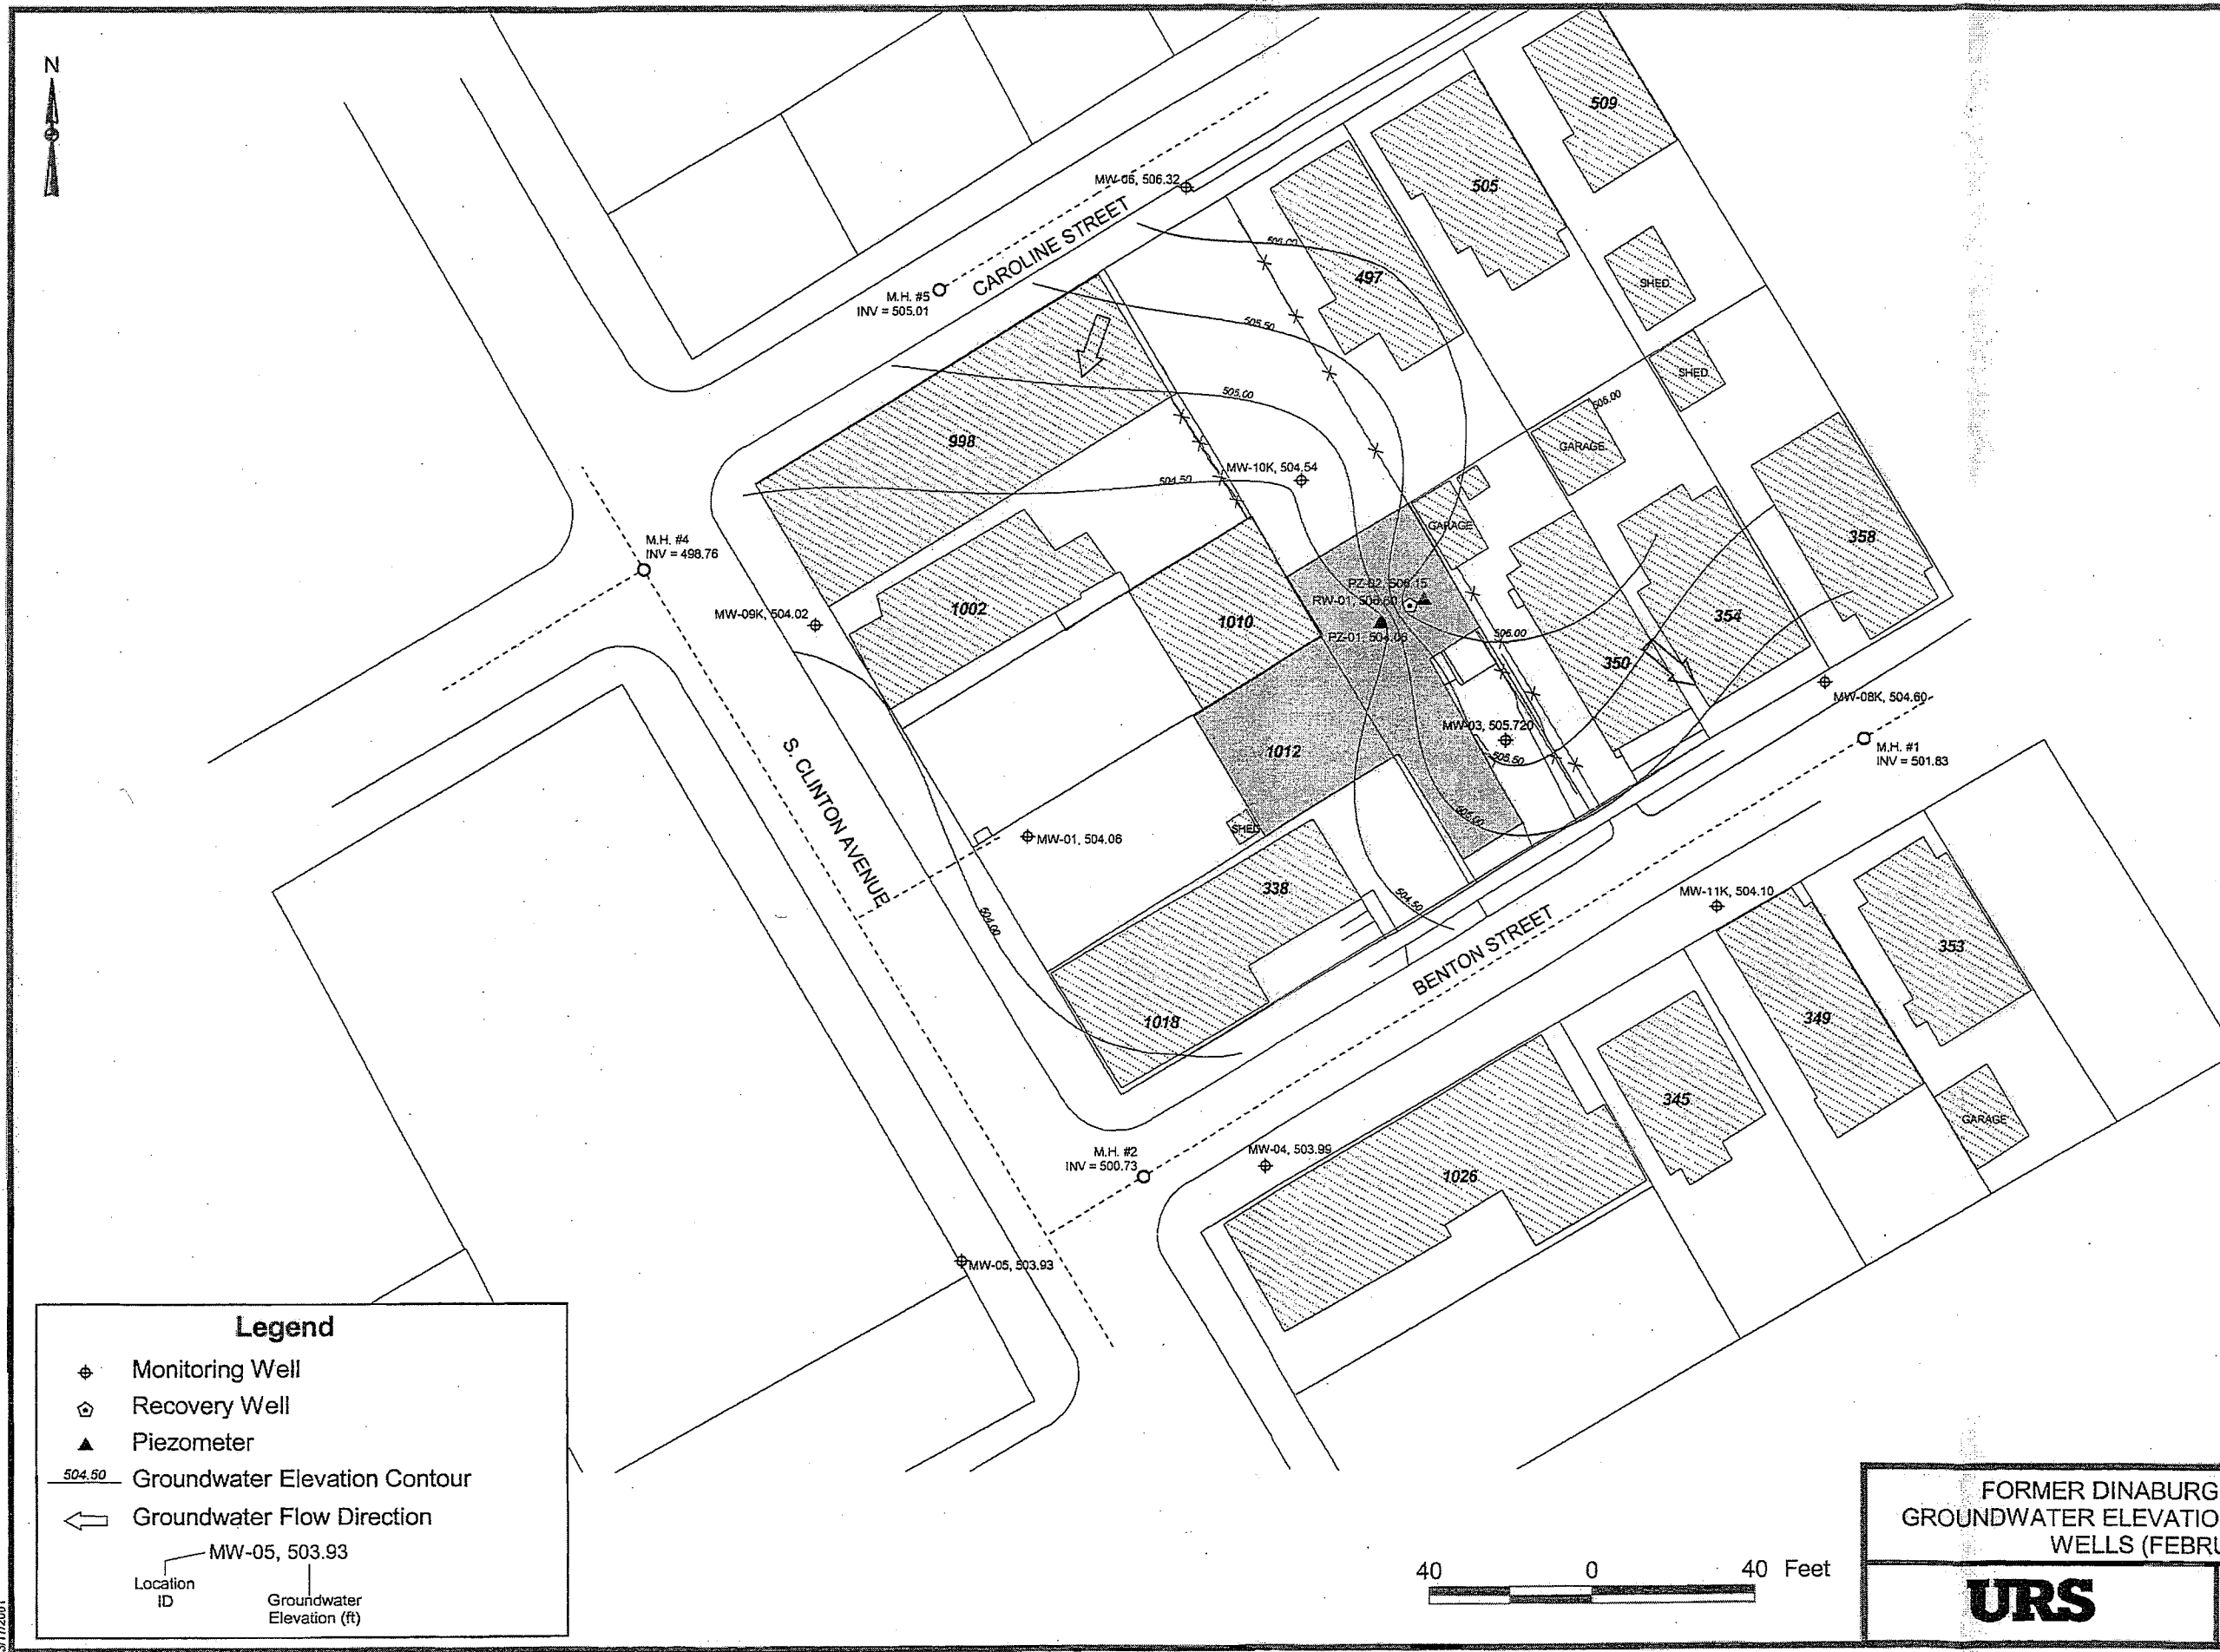 N
509
505
MW-06, 506.32
CAROLINE STREET
506.00
497
M.H. #5
INV = 505.01
SHED
505.50
SHED
505.00
506.00
998
GARAGE
MW-10K, 504.54
504.50
GARAGE
358
M.H. #4
INV = 498.76
PZ-02, 506.15
MW-09K, 504.02
1002
1010
354
506.00
350
MW-08K, 504.60
MW-03, 505.720
M.H. #1
INV = 501.83
505.50
S. CLINTON AVENUE
1012
505.00
SHED
MW-01, 504.06
338
504.50
504.00
MW-11K, 504.10
BENTON STREET
353
1018
349
345
GARAGE
M.H. #2
INV = 500.73
MW-04, 503.99
1026
MW-05, 503.93
Legend
Monitoring Well
Recovery Well
Piezometer
504.50 Groundwater Elevation Contour
Groundwater Flow Direction
MW-05, 503.93
Location
ID
Groundwater
Elevation (ft)
40 0 40 Feet
FORMER DINABURG
GROUNDWATER ELEVATIO
WELLS (FEBRU
URS